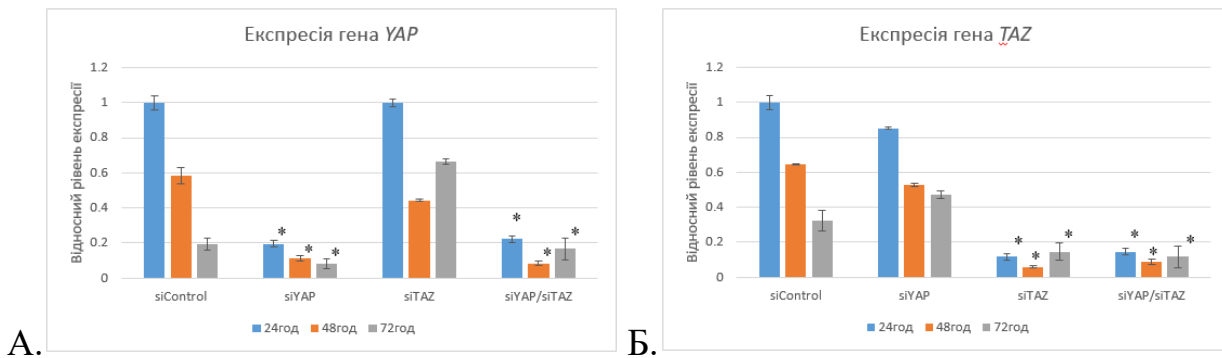 Експресія гена YAP
Відносний рівень експресії
1.2
1
0.8
0.6
0.4
0.2
0
* * *
* * *
siControl siYAP siTAZ siYAP/siTAZ
24год 48год 72год
А.
Експресія гена TAZ
Відносний рівень експресії
1.2
1
0.8
0.6
0.4
0.2
0
* * *
* * *
siControl siYAP siTAZ siYAP/siTAZ
24год 48год 72год
Б.